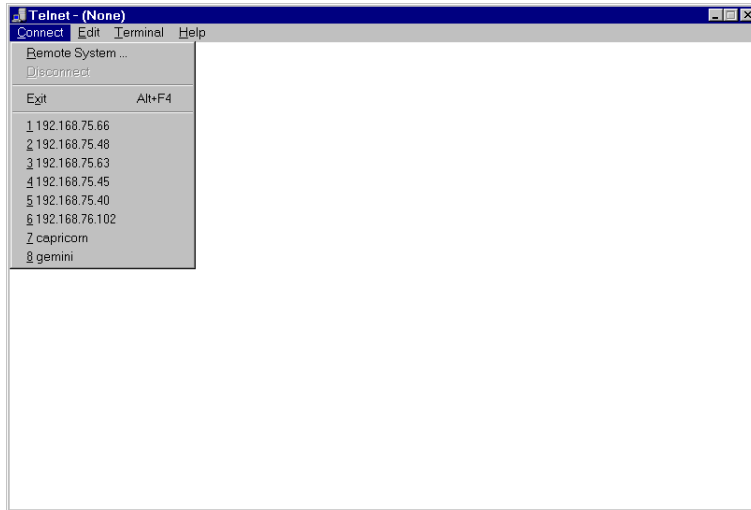 Telnet - (None)
Connect Edit Terminal Help
Remote System ...
Disconnect
Exit Alt+F4
1 192.168.75.66
2 192.168.75.48
3 192.168.75.63
4 192.168.75.45
5 192.168.75.40
6 192.168.76.102
7 capricorn
8 gemini